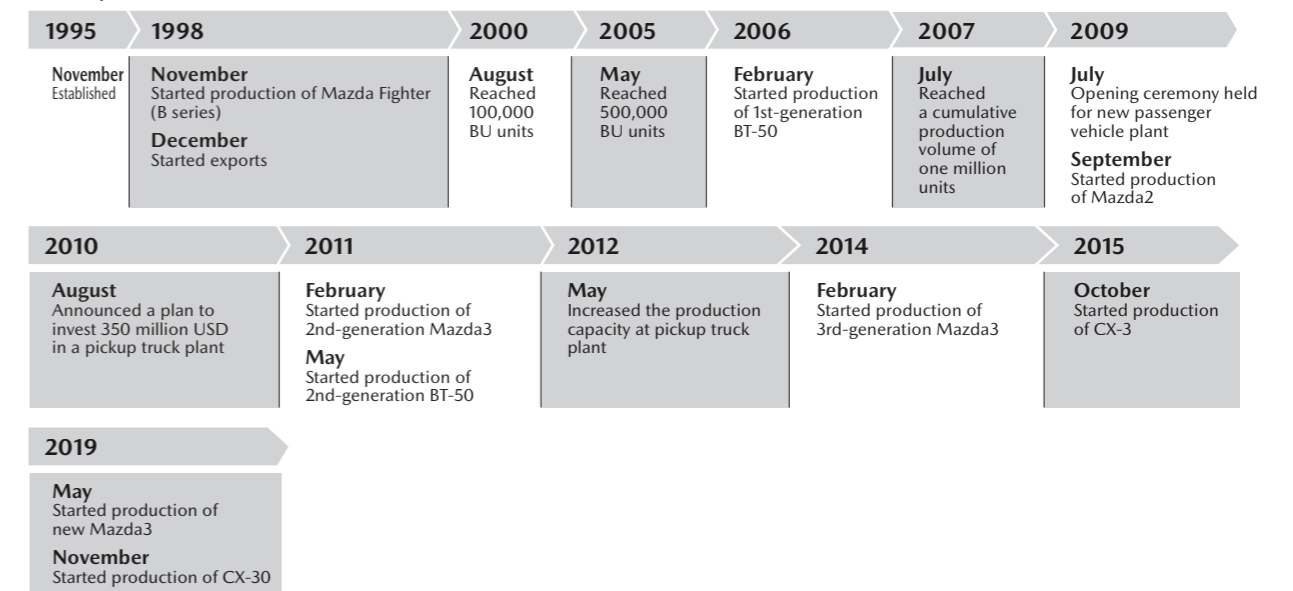 1995
November
Established
1998
November
Started production of Mazda Fighter
(B series)
December
Started exports
2000
August
Reached
100,000
BU units
2005
May
Reached
500,000
BU units
2006
February
Started production
of 1st-generation
BT-50
2007
July
Reached
a cumulative
production
volume of
one million
units
2009
July
Opening ceremony held
for new passenger
vehicle plant
September
Started production
of Mazda2
2010
August
Announced a plan to
invest 350 million USD
in a pickup truck plant
2011
February
Started production of
2nd-generation Mazda3
May
Started production of
2nd-generation BT-50
2012
May
Increased the production
capacity at pickup truck
plant
2014
February
Started production of
3rd-generation Mazda3
2015
October
Started production
of CX-3
2019
May
Started production of
new Mazda3
November
Started production of CX-30